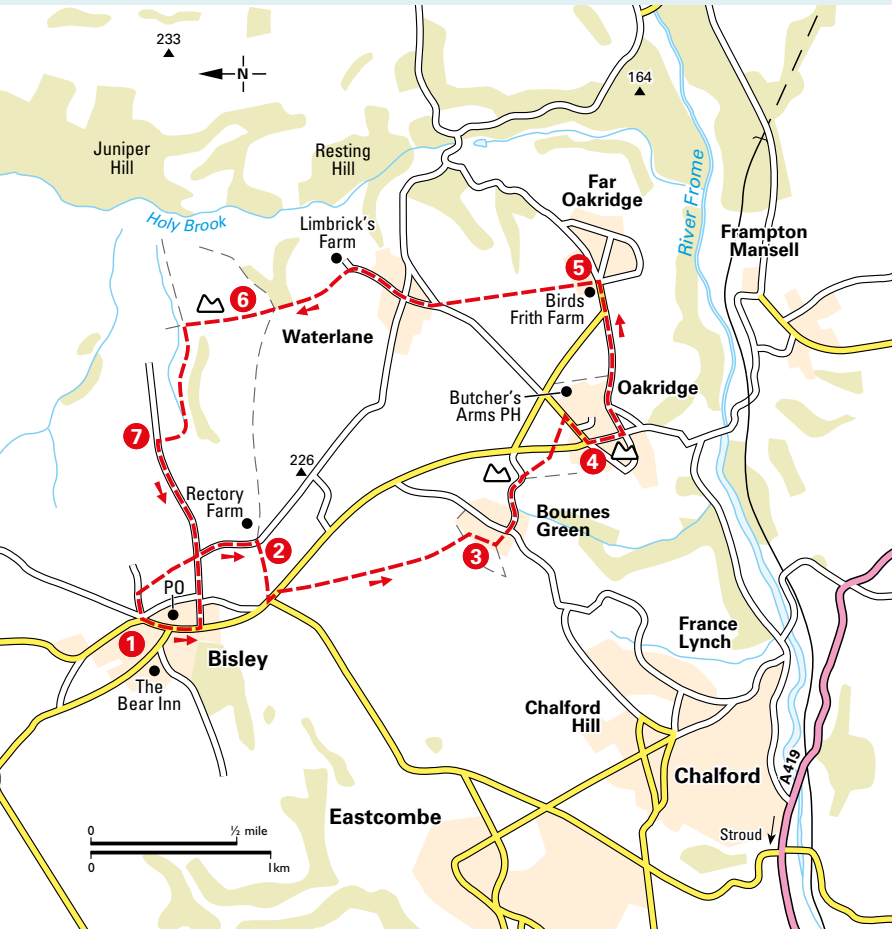 233
N
164
Juniper
Hill
Resting
Hill
Holy Brook
Limbrick's
Farm
Far
Oakridge
River Frome
Frampton
Mansell
5
6
Birds
Frith Farm
Waterlane
Butcher's
Arms PH
Oakridge
7
4
226
Rectory
Farm
Bournes
Green
2
3
PO
1
Bisley
The
Bear Inn
France
Lynch
Chalford
Hill
Chalford
A419
Eastcombe
Stroud
0
½ mile
0
1km